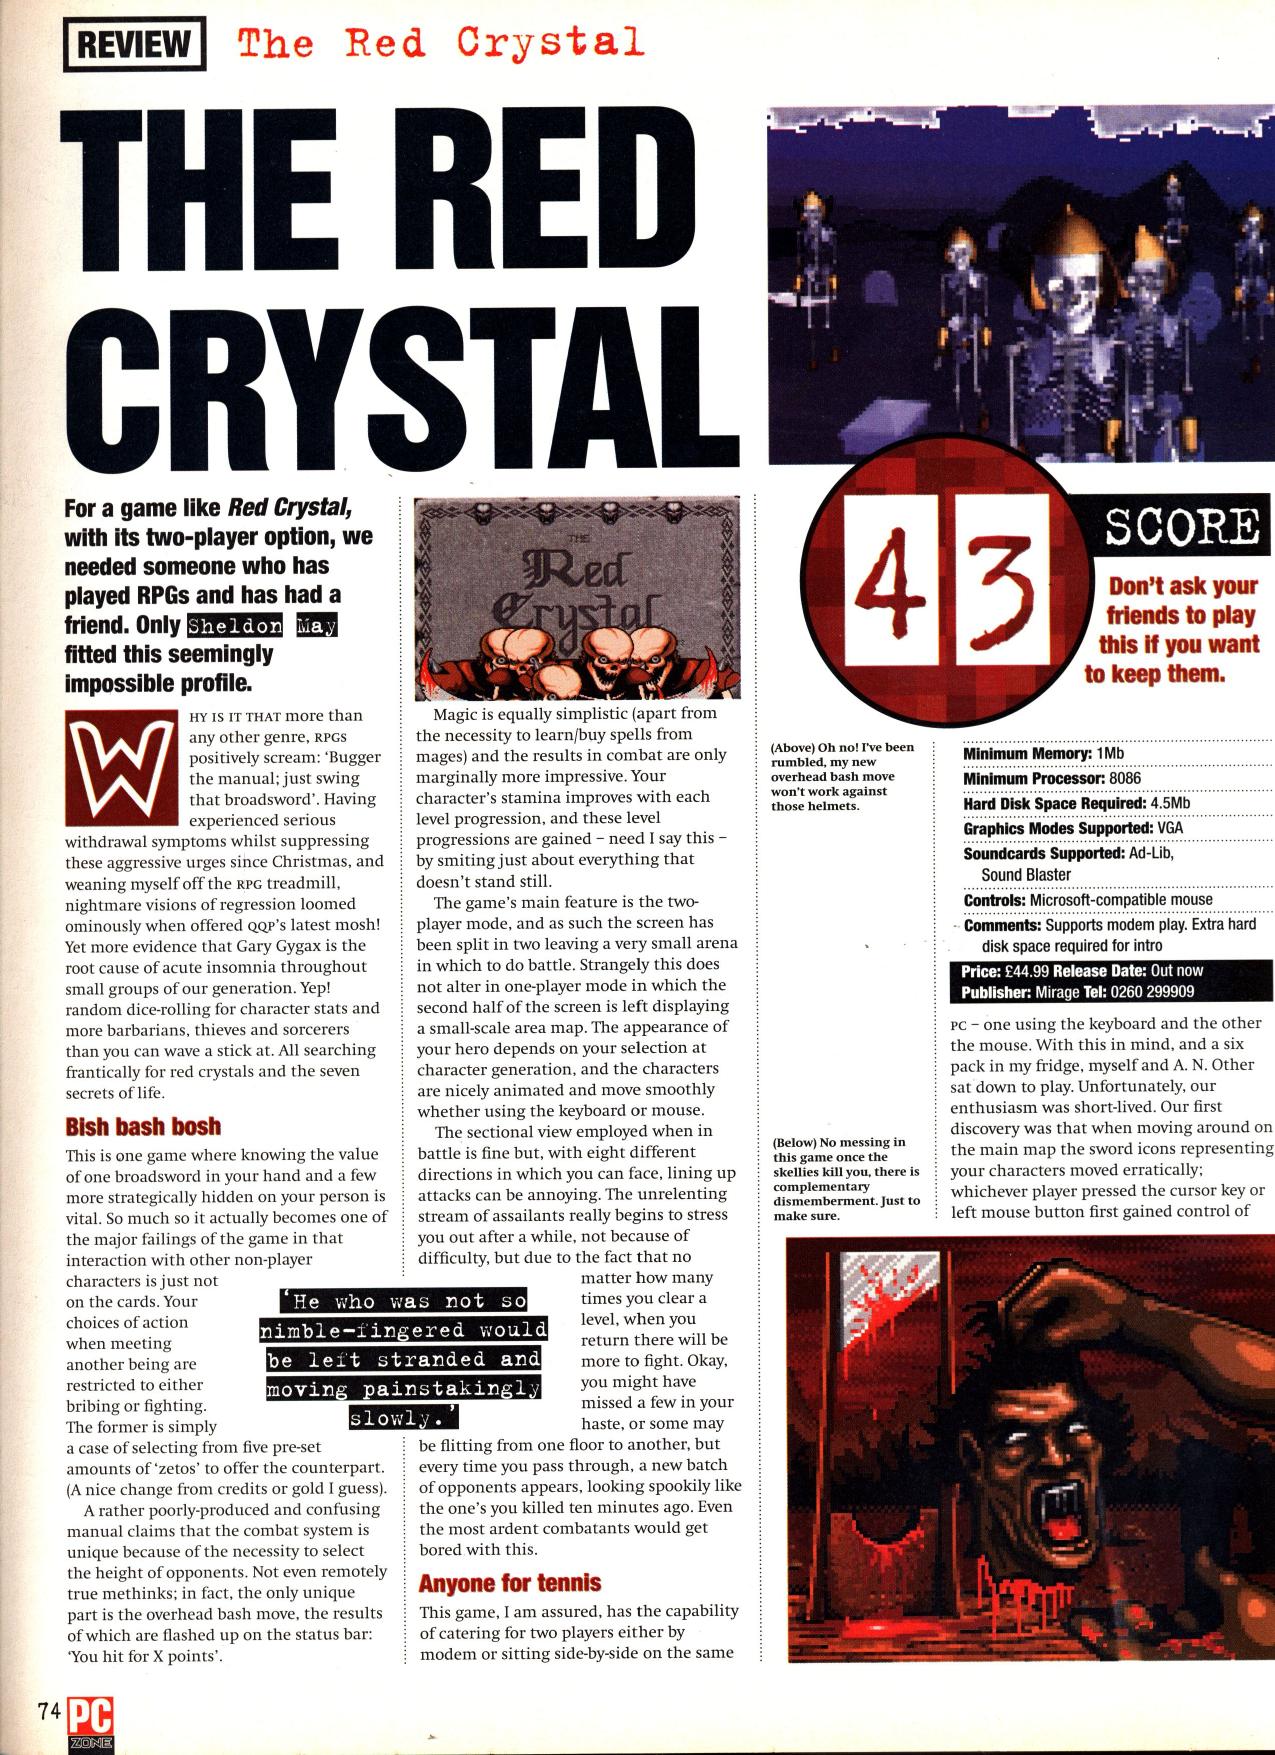 REVIEW The Red Crystal
THE RED
CRYSTAL
For a game like Red Crystal,
with its two-player option, we
needed someone who has
played RPGs and has had a
friend. Only Sheldon May
fitted this seemingly
impossible profile.
WHY IS IT THAT more than
any other genre, RPGs
positively scream: 'Bugger
the manual; just swing
that broadsword'. Having
experienced serious
withdrawal symptoms whilst suppressing
these aggressive urges since Christmas, and
weaning myself off the RPG treadmill,
nightmare visions of regression loomed
ominously when offered QQP's latest mosh!
Yet more evidence that Gary Gygax is the
root cause of acute insomnia throughout
small groups of our generation. Yep!
random dice-rolling for character stats and
more barbarians, thieves and sorcerers
than you can wave a stick at. All searching
frantically for red crystals and the seven
secrets of life.
Bish bash bosh
This is one game where knowing the value
of one broadsword in your hand and a few
more strategically hidden on your person is
vital. So much so it actually becomes one of
the major failings of the game in that
interaction with other non-player
characters is just not
on the cards. Your
choices of action
when meeting
another being are
restricted to either
bribing or fighting.
The former is simply
a case of selecting from five pre-set
amounts of 'zetos' to offer the counterpart.
(A nice change from credits or gold I guess).
A rather poorly-produced and confusing
manual claims that the combat system is
unique because of the necessity to select
the height of opponents. Not even remotely
true methinks; in fact, the only unique
part is the overhead bash move, the results
of which are flashed up on the status bar:
'You hit for X points'.
'He who was not so
nimble-fingered would
be left stranded and
moving painstakingly
slowly.'
THE
Red
Crystal
Magic is equally simplistic (apart from
the necessity to learn/buy spells from
mages) and the results in combat are only
marginally more impressive. Your
character's stamina improves with each
level progression, and these level
progressions are gained – need I say this –
by smiting just about everything that
doesn't stand still.
The game's main feature is the two-
player mode, and as such the screen has
been split in two leaving a very small arena
in which to do battle. Strangely this does
not alter in one-player mode in which the
second half of the screen is left displaying
a small-scale area map. The appearance of
your hero depends on your selection at
character generation, and the characters
are nicely animated and move smoothly
whether using the keyboard or mouse.
The sectional view employed when in
battle is fine but, with eight different
directions in which you can face, lining up
attacks can be annoying. The unrelenting
stream of assailants really begins to stress
you out after a while, not because of
difficulty, but due to the fact that no
matter how many
times you clear a
level, when you
return there will be
more to fight. Okay,
you might have
missed a few in your
haste, or some may
be flitting from one floor to another, but
every time you pass through, a new batch
of opponents appears, looking spookily like
the one's you killed ten minutes ago. Even
the most ardent combatants would get
bored with this.
Anyone for tennis
This game, I am assured, has the capability
of catering for two players either by
modem or sitting side-by-side on the same
43
SCORE
Don't ask your
friends to play
this if you want
to keep them.
(Above) Oh no! I've been
rumbled, my new
overhead bash move
won't work against
those helmets.
(Below) No messing in
this game once the
skellies kill you, there is
complementary
dismemberment. Just to
make sure.
Minimum Memory: 1Mb
Minimum Processor: 8086
Hard Disk Space Required: 4.5Mb
Graphics Modes Supported: VGA
Soundcards Supported: Ad-Lib,
Sound Blaster
Controls: Microsoft-compatible mouse
Comments: Supports modem play. Extra hard
disk space required for intro
Price: £44.99 Release Date: Out now
Publisher: Mirage Tel: 0260 299909
PC – one using the keyboard and the other
the mouse. With this in mind, and a six
pack in my fridge, myself and A. N. Other
sat down to play. Unfortunately, our
enthusiasm was short-lived. Our first
discovery was that when moving around on
the main map the sword icons representing
your characters moved erratically;
whichever player pressed the cursor key or
left mouse button first gained control of
74 PC
ZONE